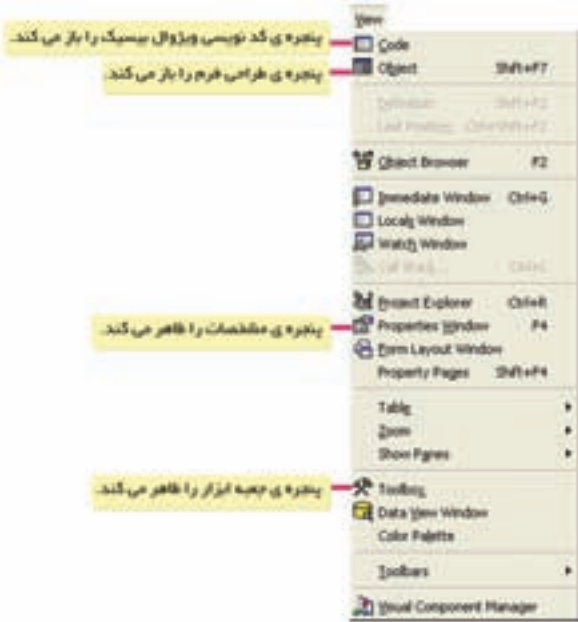 View
پنجره ی کد نویسی ویژوال بیسیک را باز می کند.
Code
پنجره ی طراحی فرم را باز می کند.
Object Shift+F7
Definition Shift+F2
Last Position Ctrl+Shift+F2
Object Browser F2
Immediate Window Ctrl+G
Locals Window
Watch Window
Call Stack... Ctrl+L
Project Explorer Ctrl+R
پنجره ی مشخصات را ظاهر می کند.
Properties Window F4
Form Layout Window
Property Pages Shift+F4
Table
Zoom
Show Panes
پنجره ی جعبه ابزار را ظاهر می کند.
Toolbox
Data View Window
Color Palette
Toolbars
Visual Component Manager